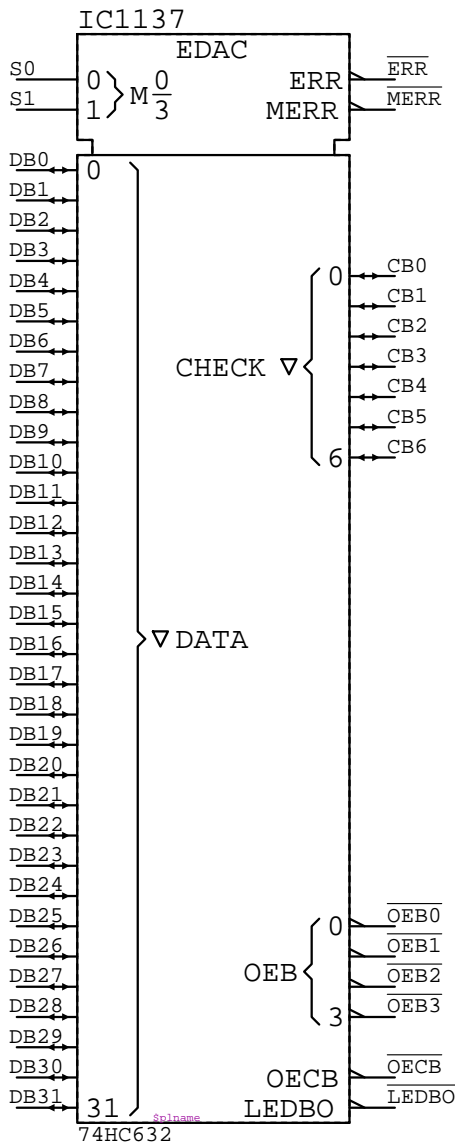 IC1137
EDAC
S0 0 M 0 ERR ERR
S1 1 3 MERR MERR
DB0 0
DB1
DB2
DB3
DB4 0 CB0
DB5 CB1
DB6 CB2
DB7 CHECK ▽ CB3
DB8 CB4
DB9 CB5
DB10 6 CB6
DB11
DB12
DB13
DB14
DB15
DB16 ▽ DATA
DB17
DB18
DB19
DB20
DB21
DB22
DB23
DB24
DB25 0 OEB0
DB26 OEB1
DB27 OEB OEB2
DB28 3 OEB3
DB29
DB30 OECB OECB
DB31 31 LEDBO LEDBO
$plname
74HC632